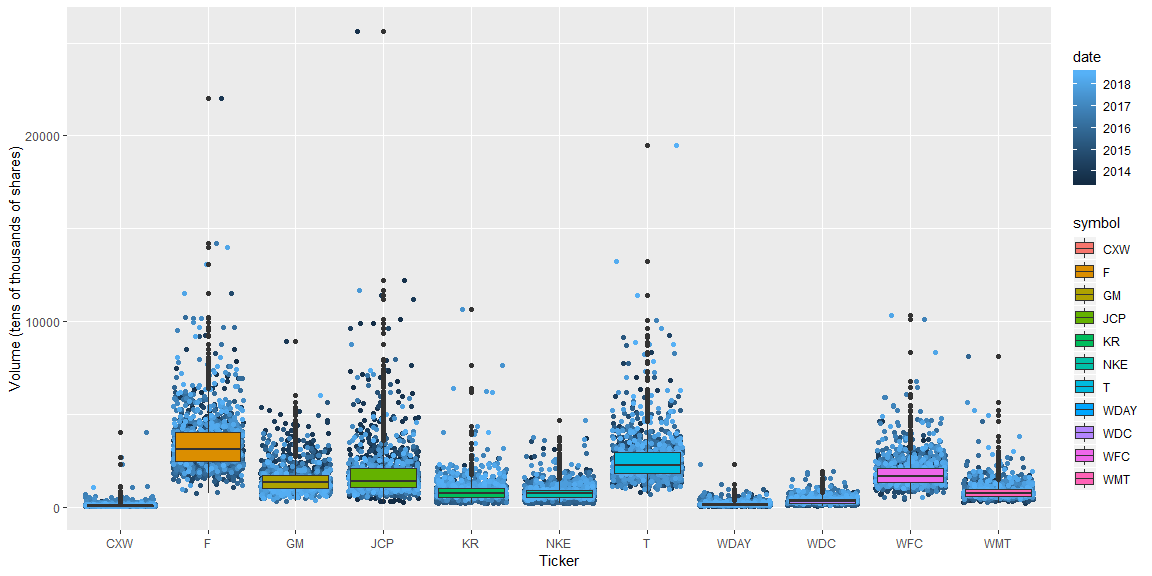 Volume (tens of thousands of shares)
20000
10000
0
CXW F GM JCP KR NKE T WDAY WDC WFC WMT
Ticker
date
2018
2017
2016
2015
2014
symbol
CXW
F
GM
JCP
KR
NKE
T
WDAY
WDC
WFC
WMT